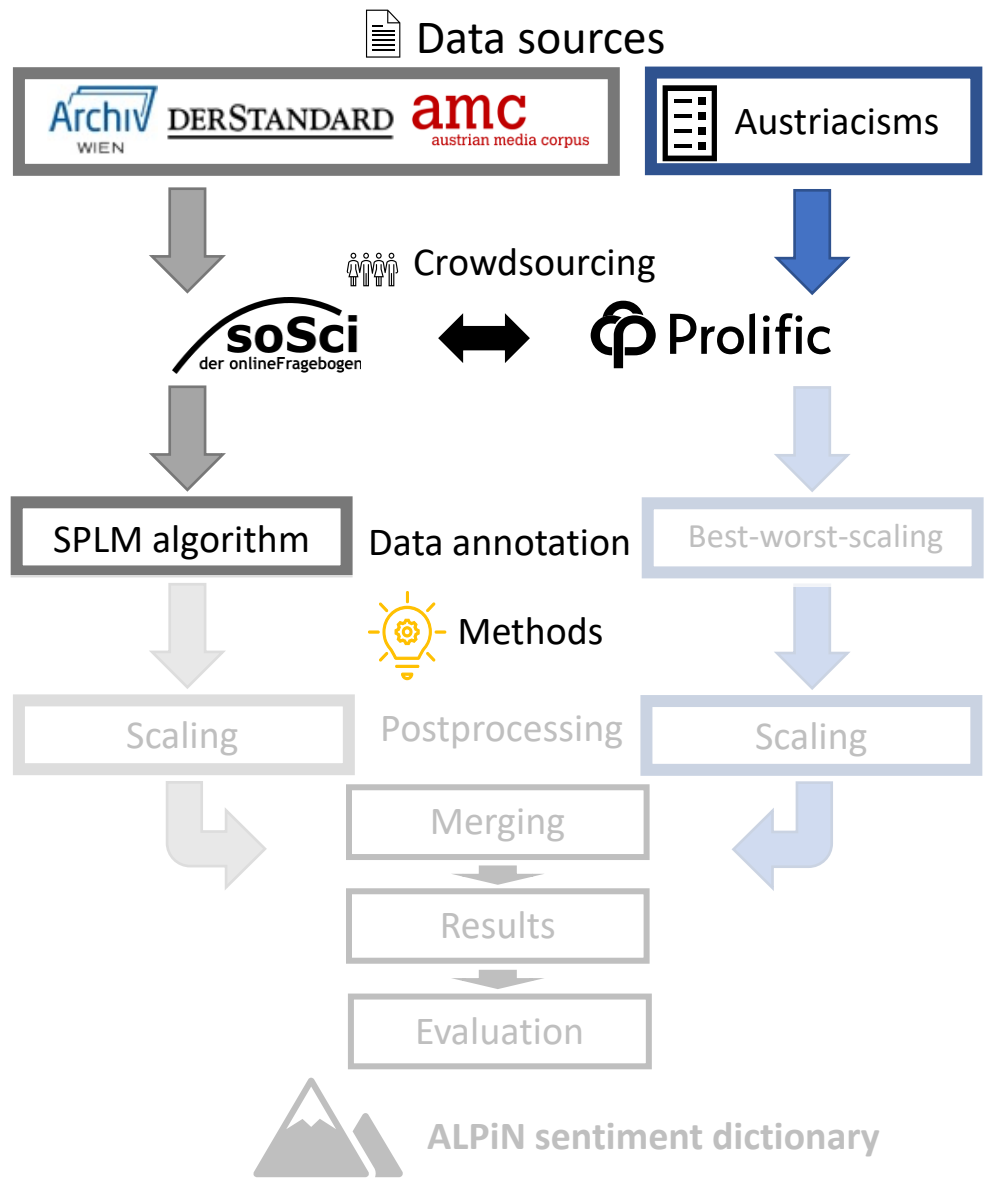 Data sources
Archiv
WIEN
DERSTANDARD
amc
austrian media corpus
Austriacisms
Crowdsourcing
soSci
der onlineFragebogen
Prolific
SPLM algorithm
Data annotation
Best-worst-scaling
Methods
Scaling
Postprocessing
Scaling
Merging
Results
Evaluation
ALPiN sentiment dictionary